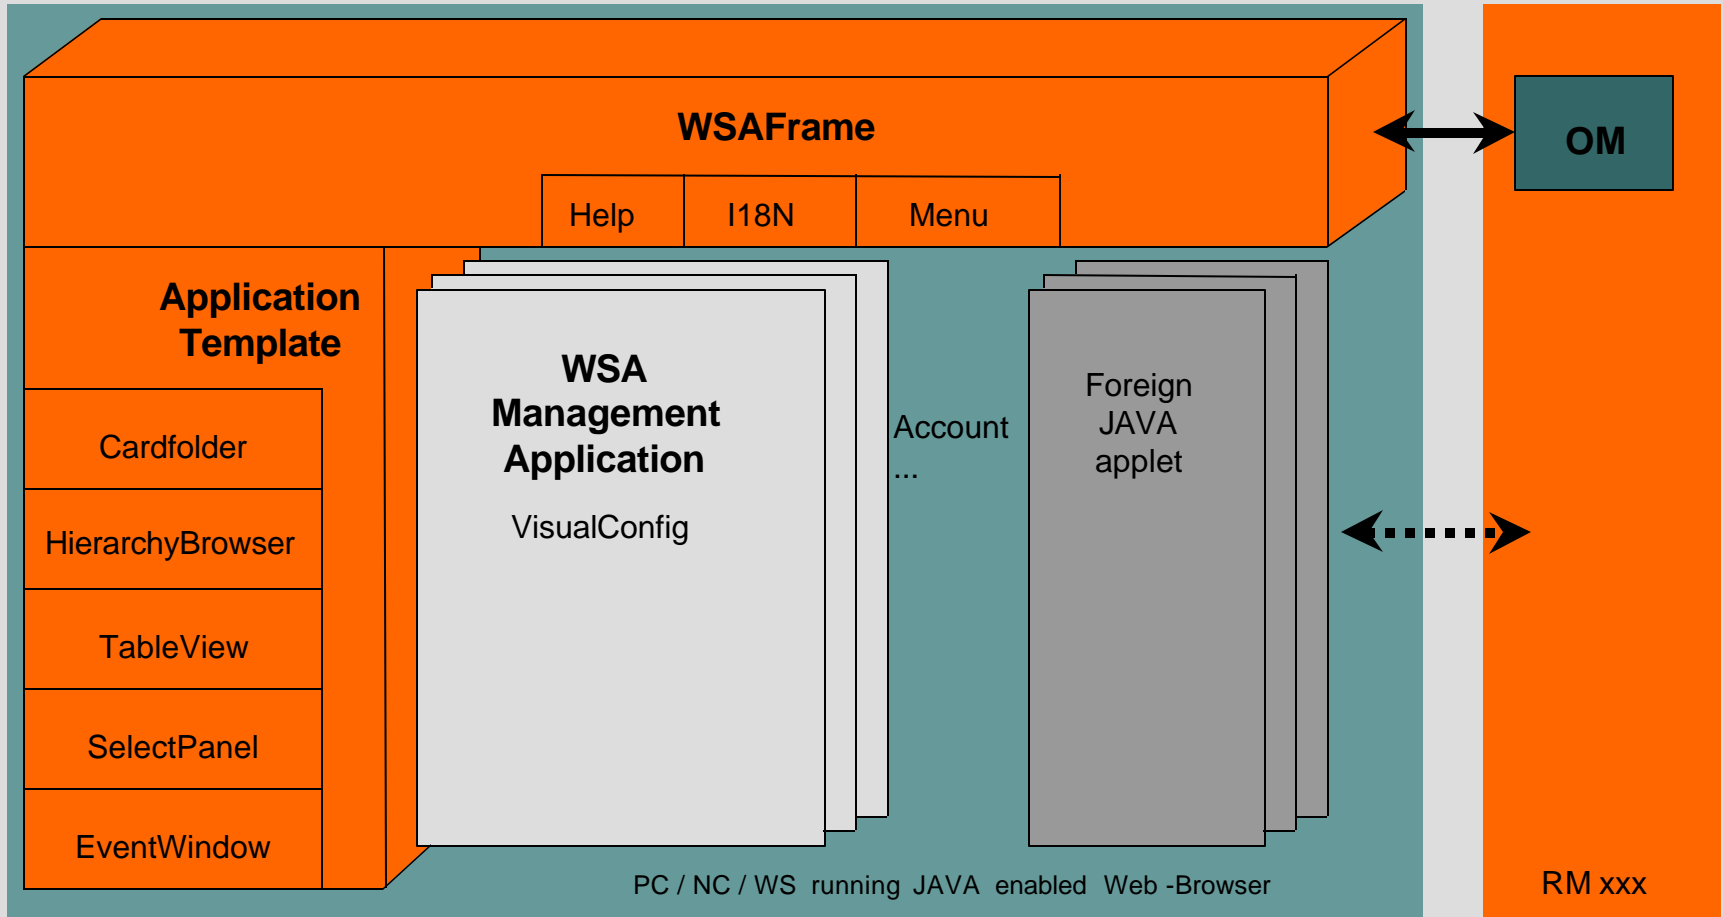 WSAFrame
OM
Help
I18N
Menu
Application
Template
Cardfolder
HierarchyBrowser
TableView
SelectPanel
EventWindow
WSA
Management
Application
VisualConfig
Account
...
Foreign
JAVA
applet
PC / NC / WS running JAVA enabled Web -Browser
RM xxx